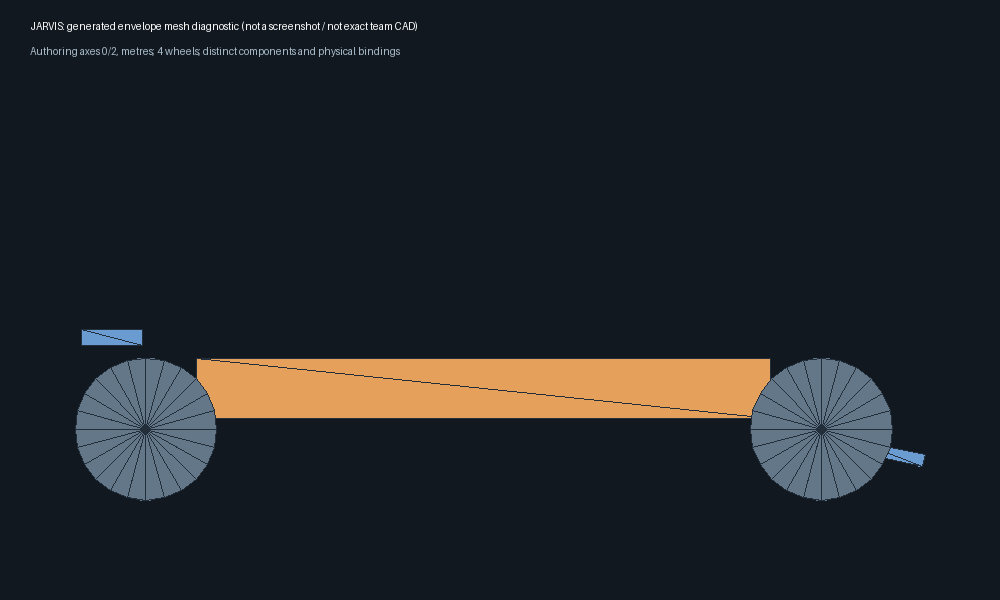 JARVIS: generated envelope mesh diagnostic (not a screenshot / not exact team CAD)
Authoring axes 0/2, metres; 4 wheels; distinct components and physical bindings